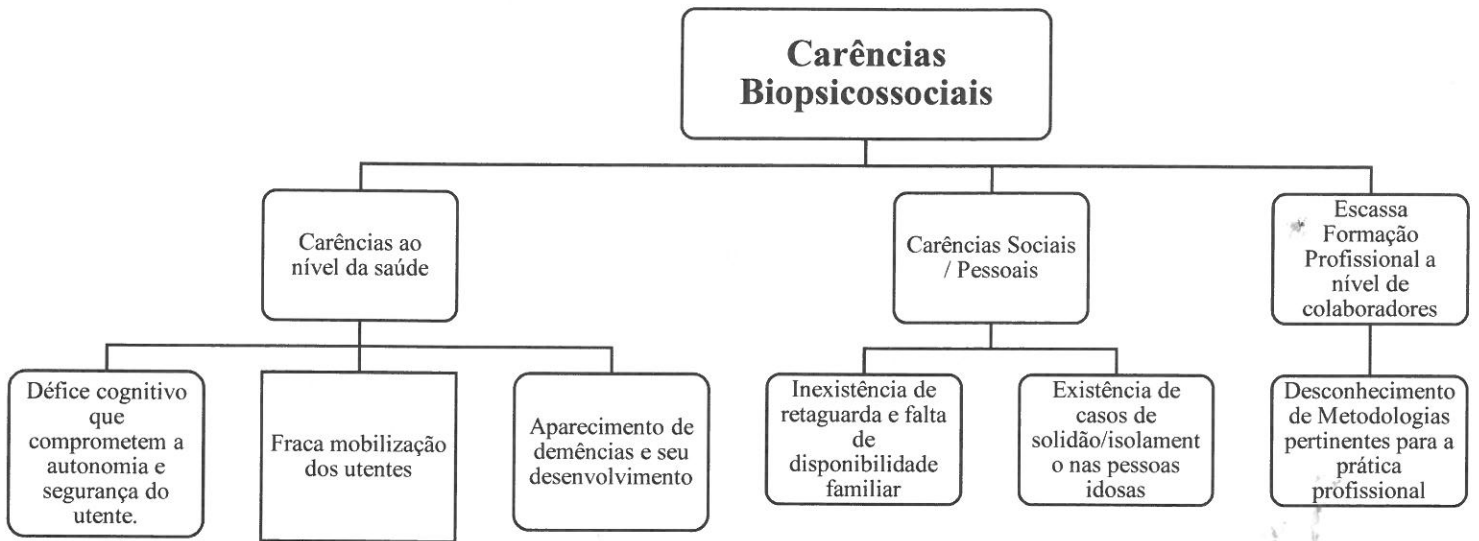 Carências
Biopsicossociais
Carências ao
nível da saúde
Carências Sociais
/ Pessoais
Escassa
Formação
Profissional a
nível de
colaboradores
Défice cognitivo
que
comprometem a
autonomia e
segurança do
utente.
Fraca mobilização
dos utentes
Aparecimento de
demências e seu
desenvolvimento
Inexistência de
retaguarda e falta
de
disponibilidade
familiar
Existência de
casos de
solidão/isolament
o nas pessoas
idosas
Desconhecimento
de Metodologias
pertinentes para a
prática
profissional